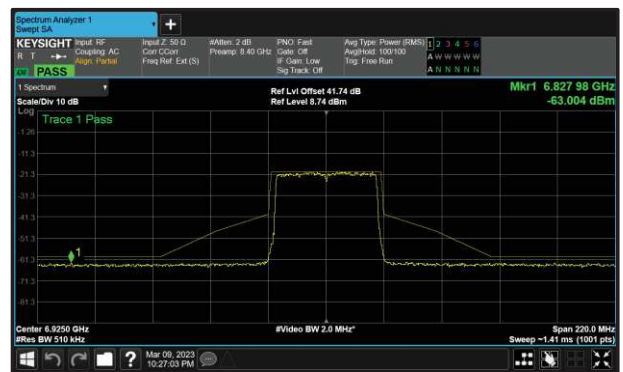 Spectrum Analyzer 1
Swept SA
+
KEYSIGHT
R T
PASS
Input: RF
Coupling: AC
Align: Partial
Input Z: 50 Ω
Corr CCorr
Freq Ref: Ext (S)
#Atten: 2 dB
Preamp: 8.40 GHz
PNO: Fast
Gate: Off
IF Gain: Low
Sig Track: Off
Avg Type: Power (RMS)
Avg|Hold: 100/100
Trig: Free Run
1 2 3 4 5 6
A W W W W W
A N N N N N
1 Spectrum
Scale/Div 10 dB
Ref Lvl Offset 41.74 dB
Ref Level 8.74 dBm
Mkr1 6.827 98 GHz
-63.004 dBm
Log
Trace 1 Pass
-1.26
-11.3
-21.3
-31.3
-41.3
-51.3
-61.3
-71.3
-81.3
1
Center 6.9250 GHz
#Res BW 510 kHz
#Video BW 2.0 MHz*
Span 220.0 MHz
Sweep ~1.41 ms (1001 pts)
?
Mar 09, 2023
10:27:03 PM